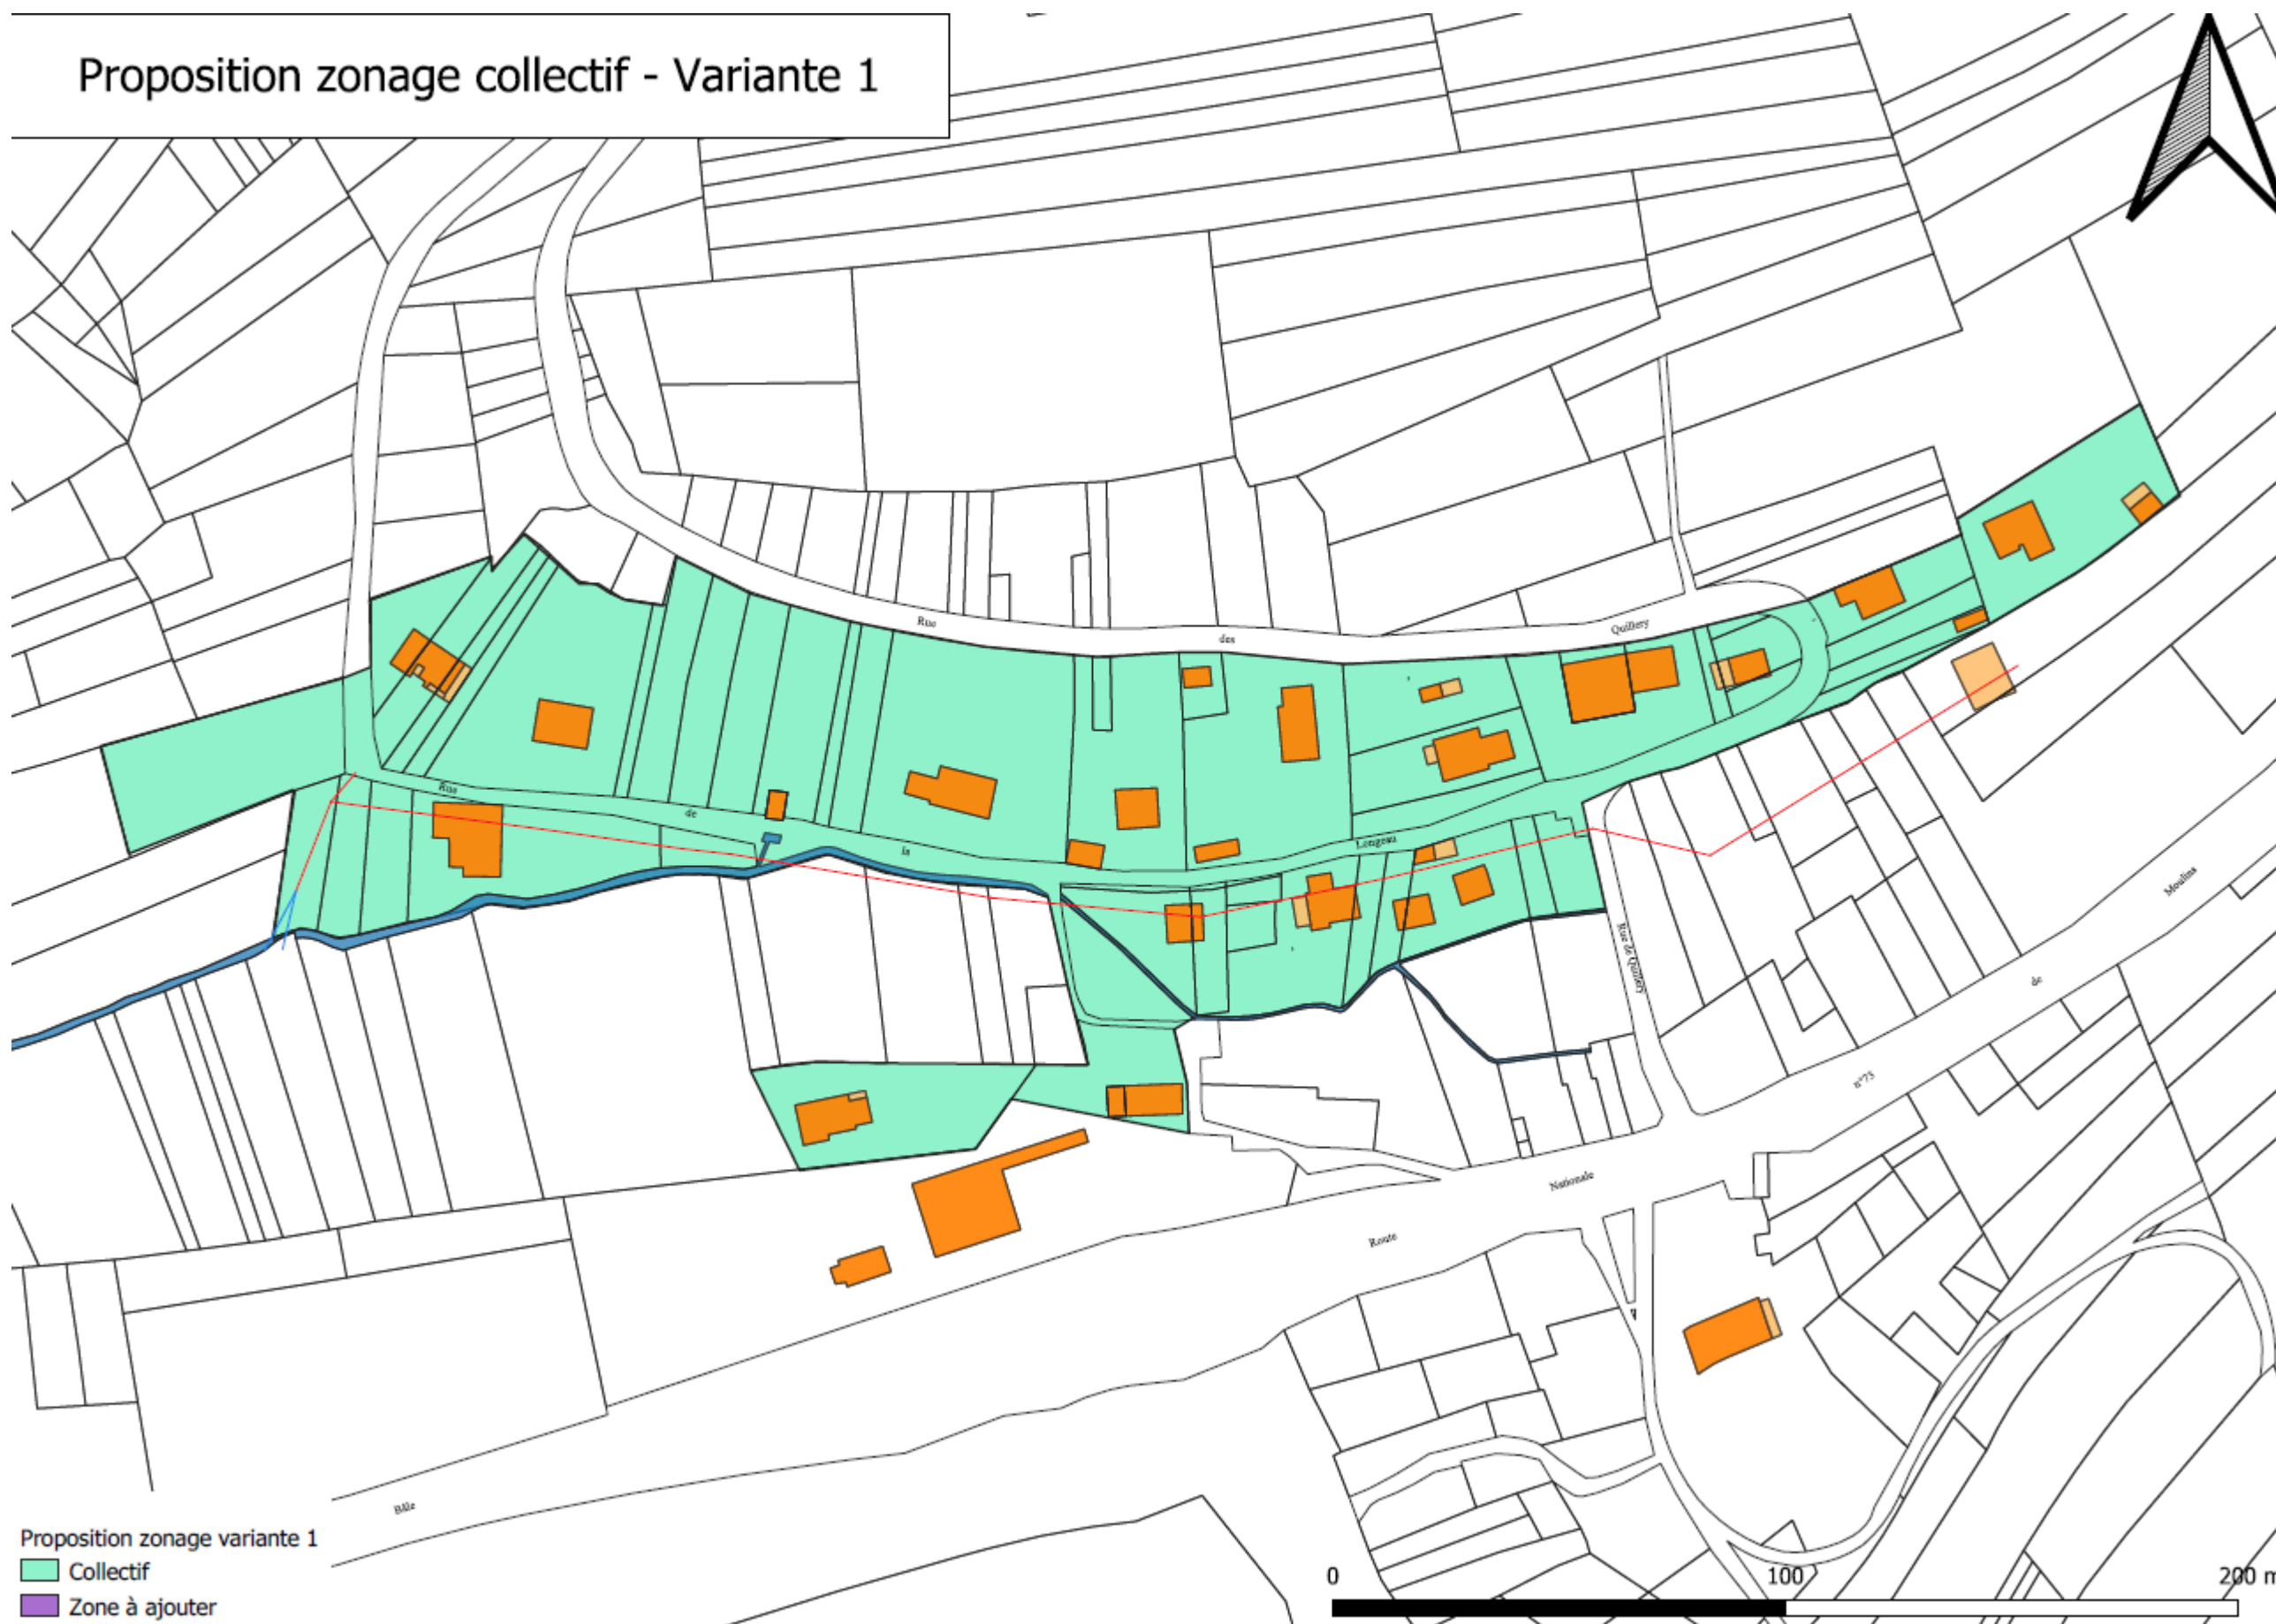 Proposition zonage collectif - Variante 1
Rue
des
Quillery
Rue
de
la
Longeau
Rue de Quillery
Moulins
de
n°73
Nationale
Route
Bâle
Proposition zonage variante 1
Collectif
Zone à ajouter
0
100
200 m